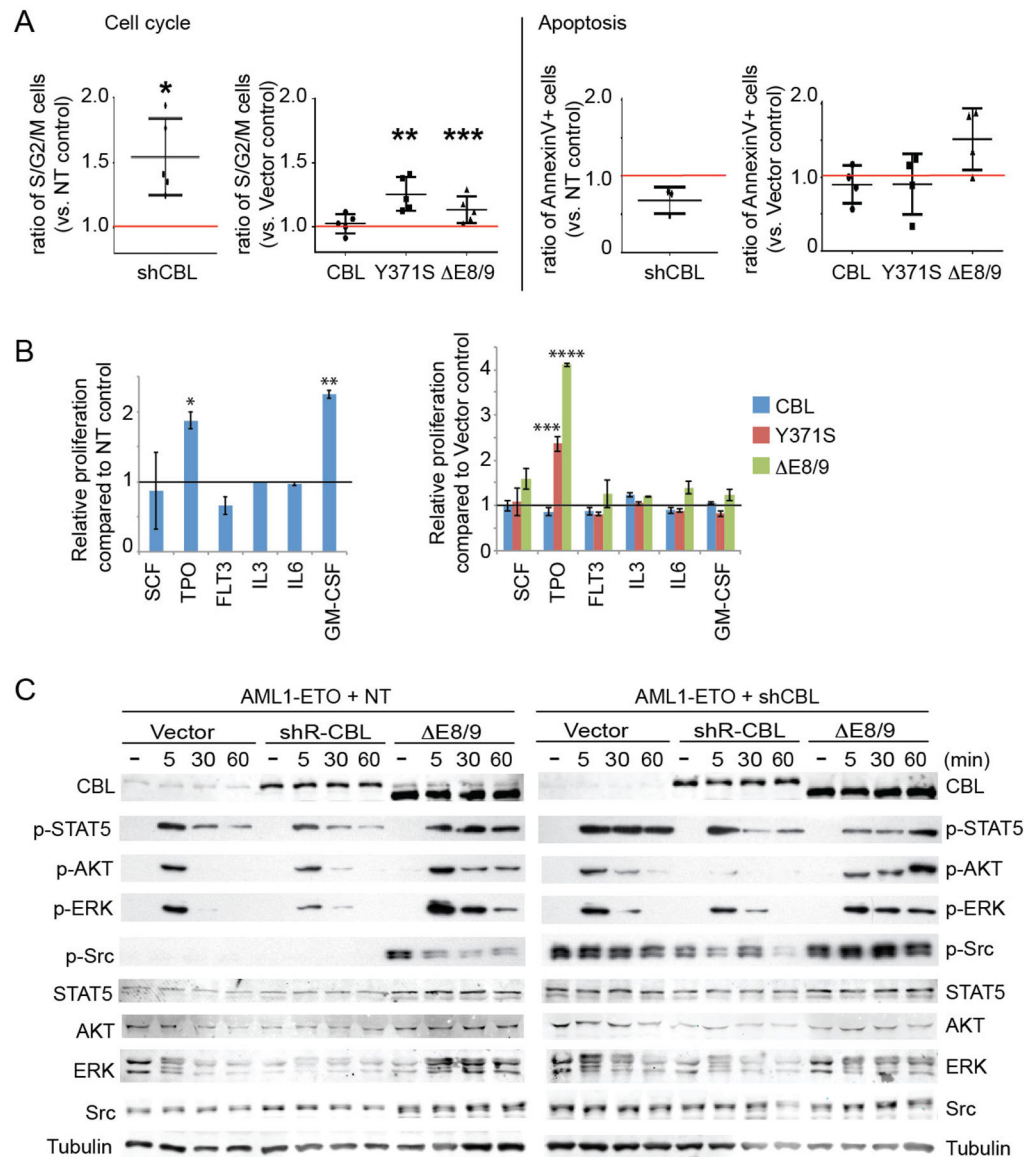 A
Cell cycle
Apoptosis
ratio of S/G2/M cells
(vs. NT control)
2.0
1.5
1.0
*
shCBL
ratio of S/G2/M cells
(vs. Vector control)
2.0
1.5
1.0
** ***
CBL Y371S ΔE8/9
ratio of AnnexinV+ cells
(vs. NT control)
2.0
1.0
0
shCBL
ratio of AnnexinV+ cells
(vs. Vector control)
2.0
1.0
0
CBL Y371S ΔE8/9
B
Relative proliferation
compared to NT control
2
1
0
* **
SCF TPO FLT3 IL3 IL6 GM-CSF
Relative proliferation
compared to Vector control
4
2
1
0
*** ****
SCF TPO FLT3 IL3 IL6 GM-CSF
CBL
Y371S
ΔE8/9
C
AML1-ETO + NT
AML1-ETO + shCBL
Vector shR-CBL ΔE8/9 Vector shR-CBL ΔE8/9
– 5 30 60 – 5 30 60 – 5 30 60 – 5 30 60 – 5 30 60 – 5 30 60 (min)
CBL CBL
p-STAT5 p-STAT5
p-AKT p-AKT
p-ERK p-ERK
p-Src p-Src
STAT5 STAT5
AKT AKT
ERK ERK
Src Src
Tubulin Tubulin